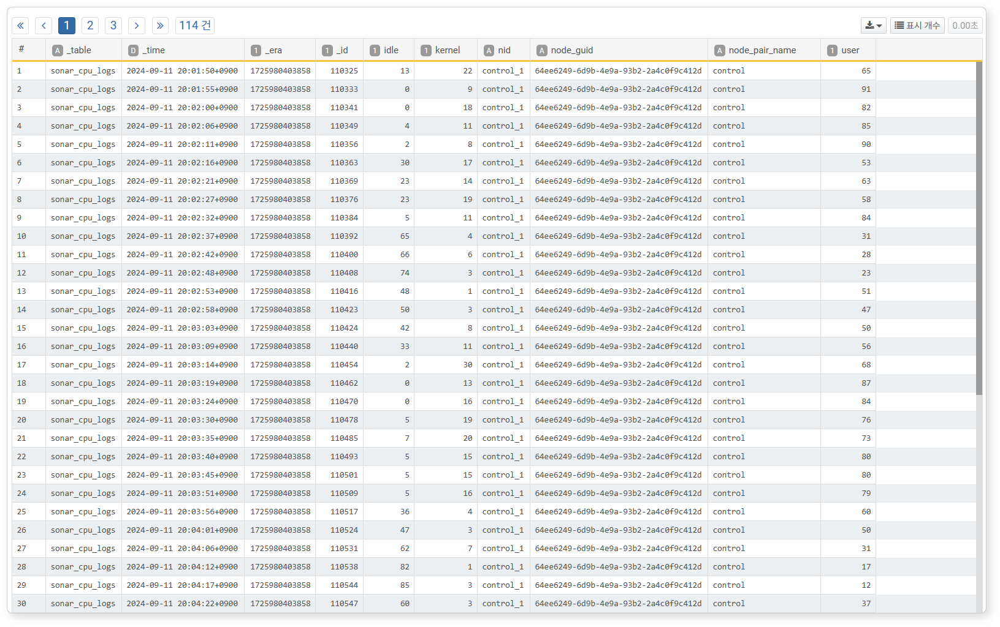 « ‹ 1 2 3 › » 114 건 표시 개수 0.00초
# A _table D _time 1 _era 1 _id 1 idle 1 kernel A nid A node_guid A node_pair_name 1 user
1 sonar_cpu_logs 2024-09-11 20:01:50+0900 1725980403858 110325 13 22 control_1 64ee6249-6d9b-4e9a-93b2-2a4c0f9c412d control 65
2 sonar_cpu_logs 2024-09-11 20:01:55+0900 1725980403858 110333 0 9 control_1 64ee6249-6d9b-4e9a-93b2-2a4c0f9c412d control 91
3 sonar_cpu_logs 2024-09-11 20:02:00+0900 1725980403858 110341 0 18 control_1 64ee6249-6d9b-4e9a-93b2-2a4c0f9c412d control 82
4 sonar_cpu_logs 2024-09-11 20:02:06+0900 1725980403858 110349 4 11 control_1 64ee6249-6d9b-4e9a-93b2-2a4c0f9c412d control 85
5 sonar_cpu_logs 2024-09-11 20:02:11+0900 1725980403858 110356 2 8 control_1 64ee6249-6d9b-4e9a-93b2-2a4c0f9c412d control 90
6 sonar_cpu_logs 2024-09-11 20:02:16+0900 1725980403858 110363 30 17 control_1 64ee6249-6d9b-4e9a-93b2-2a4c0f9c412d control 53
7 sonar_cpu_logs 2024-09-11 20:02:21+0900 1725980403858 110369 23 14 control_1 64ee6249-6d9b-4e9a-93b2-2a4c0f9c412d control 63
8 sonar_cpu_logs 2024-09-11 20:02:27+0900 1725980403858 110376 23 19 control_1 64ee6249-6d9b-4e9a-93b2-2a4c0f9c412d control 58
9 sonar_cpu_logs 2024-09-11 20:02:32+0900 1725980403858 110384 5 11 control_1 64ee6249-6d9b-4e9a-93b2-2a4c0f9c412d control 84
10 sonar_cpu_logs 2024-09-11 20:02:37+0900 1725980403858 110392 65 4 control_1 64ee6249-6d9b-4e9a-93b2-2a4c0f9c412d control 31
11 sonar_cpu_logs 2024-09-11 20:02:42+0900 1725980403858 110400 66 6 control_1 64ee6249-6d9b-4e9a-93b2-2a4c0f9c412d control 28
12 sonar_cpu_logs 2024-09-11 20:02:48+0900 1725980403858 110408 74 3 control_1 64ee6249-6d9b-4e9a-93b2-2a4c0f9c412d control 23
13 sonar_cpu_logs 2024-09-11 20:02:53+0900 1725980403858 110416 48 1 control_1 64ee6249-6d9b-4e9a-93b2-2a4c0f9c412d control 51
14 sonar_cpu_logs 2024-09-11 20:02:58+0900 1725980403858 110423 50 3 control_1 64ee6249-6d9b-4e9a-93b2-2a4c0f9c412d control 47
15 sonar_cpu_logs 2024-09-11 20:03:03+0900 1725980403858 110424 42 8 control_1 64ee6249-6d9b-4e9a-93b2-2a4c0f9c412d control 50
16 sonar_cpu_logs 2024-09-11 20:03:09+0900 1725980403858 110440 33 11 control_1 64ee6249-6d9b-4e9a-93b2-2a4c0f9c412d control 56
17 sonar_cpu_logs 2024-09-11 20:03:14+0900 1725980403858 110454 2 30 control_1 64ee6249-6d9b-4e9a-93b2-2a4c0f9c412d control 68
18 sonar_cpu_logs 2024-09-11 20:03:19+0900 1725980403858 110462 0 13 control_1 64ee6249-6d9b-4e9a-93b2-2a4c0f9c412d control 87
19 sonar_cpu_logs 2024-09-11 20:03:24+0900 1725980403858 110470 0 16 control_1 64ee6249-6d9b-4e9a-93b2-2a4c0f9c412d control 84
20 sonar_cpu_logs 2024-09-11 20:03:30+0900 1725980403858 110478 5 19 control_1 64ee6249-6d9b-4e9a-93b2-2a4c0f9c412d control 76
21 sonar_cpu_logs 2024-09-11 20:03:35+0900 1725980403858 110485 7 20 control_1 64ee6249-6d9b-4e9a-93b2-2a4c0f9c412d control 73
22 sonar_cpu_logs 2024-09-11 20:03:40+0900 1725980403858 110493 5 15 control_1 64ee6249-6d9b-4e9a-93b2-2a4c0f9c412d control 80
23 sonar_cpu_logs 2024-09-11 20:03:45+0900 1725980403858 110501 5 15 control_1 64ee6249-6d9b-4e9a-93b2-2a4c0f9c412d control 80
24 sonar_cpu_logs 2024-09-11 20:03:51+0900 1725980403858 110509 5 16 control_1 64ee6249-6d9b-4e9a-93b2-2a4c0f9c412d control 79
25 sonar_cpu_logs 2024-09-11 20:03:56+0900 1725980403858 110517 36 4 control_1 64ee6249-6d9b-4e9a-93b2-2a4c0f9c412d control 60
26 sonar_cpu_logs 2024-09-11 20:04:01+0900 1725980403858 110524 47 3 control_1 64ee6249-6d9b-4e9a-93b2-2a4c0f9c412d control 50
27 sonar_cpu_logs 2024-09-11 20:04:06+0900 1725980403858 110531 62 7 control_1 64ee6249-6d9b-4e9a-93b2-2a4c0f9c412d control 31
28 sonar_cpu_logs 2024-09-11 20:04:12+0900 1725980403858 110538 82 1 control_1 64ee6249-6d9b-4e9a-93b2-2a4c0f9c412d control 17
29 sonar_cpu_logs 2024-09-11 20:04:17+0900 1725980403858 110544 85 3 control_1 64ee6249-6d9b-4e9a-93b2-2a4c0f9c412d control 12
30 sonar_cpu_logs 2024-09-11 20:04:22+0900 1725980403858 110547 60 3 control_1 64ee6249-6d9b-4e9a-93b2-2a4c0f9c412d control 37